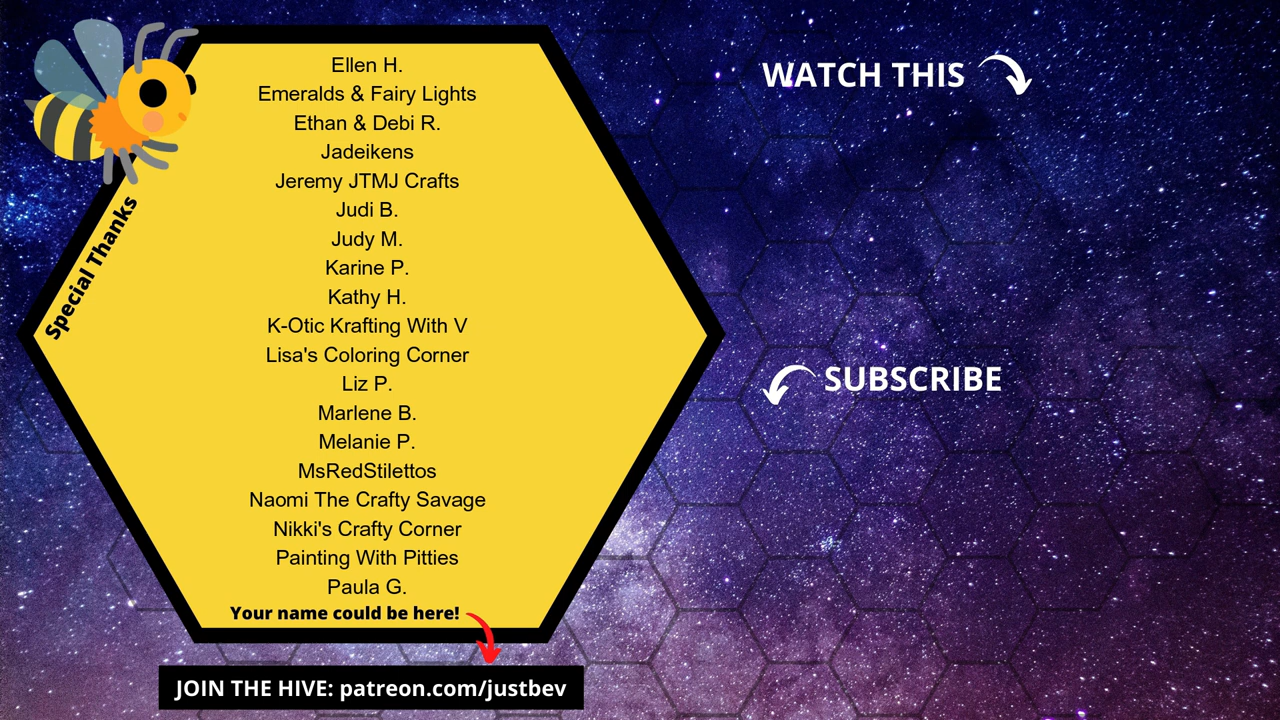 Special Thanks
Ellen H.
Emeralds & Fairy Lights
Ethan & Debi R.
Jadeikens
Jeremy JTMJ Crafts
Judi B.
Judy M.
Karine P.
Kathy H.
K-Otic Krafting With V
Lisa's Coloring Corner
Liz P.
Marlene B.
Melanie P.
MsRedStilettos
Naomi The Crafty Savage
Nikki's Crafty Corner
Painting With Pitties
Paula G.
Your name could be here!
JOIN THE HIVE: patreon.com/justbev
WATCH THIS
SUBSCRIBE